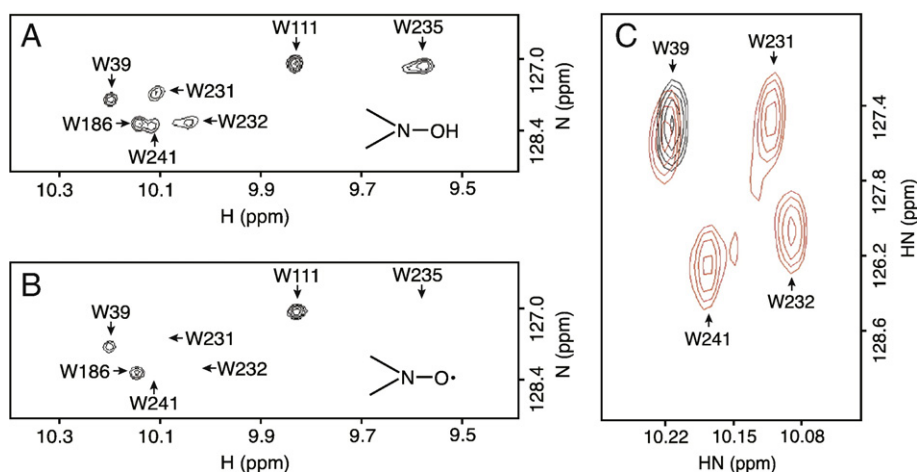 A
W111
W235
W39
W231
W186
W232
W241
N
OH
127.0
128.4
N (ppm)
10.3
10.1
9.9
9.7
9.5
H (ppm)
B
W111
W235
W39
W231
W186
W232
W241
N
O•
127.0
128.4
N (ppm)
10.3
10.1
9.9
9.7
9.5
H (ppm)
C
W39
W231
W241
W232
127.4
127.8
126.2
128.6
HN (ppm)
10.22
10.15
10.08
HN (ppm)